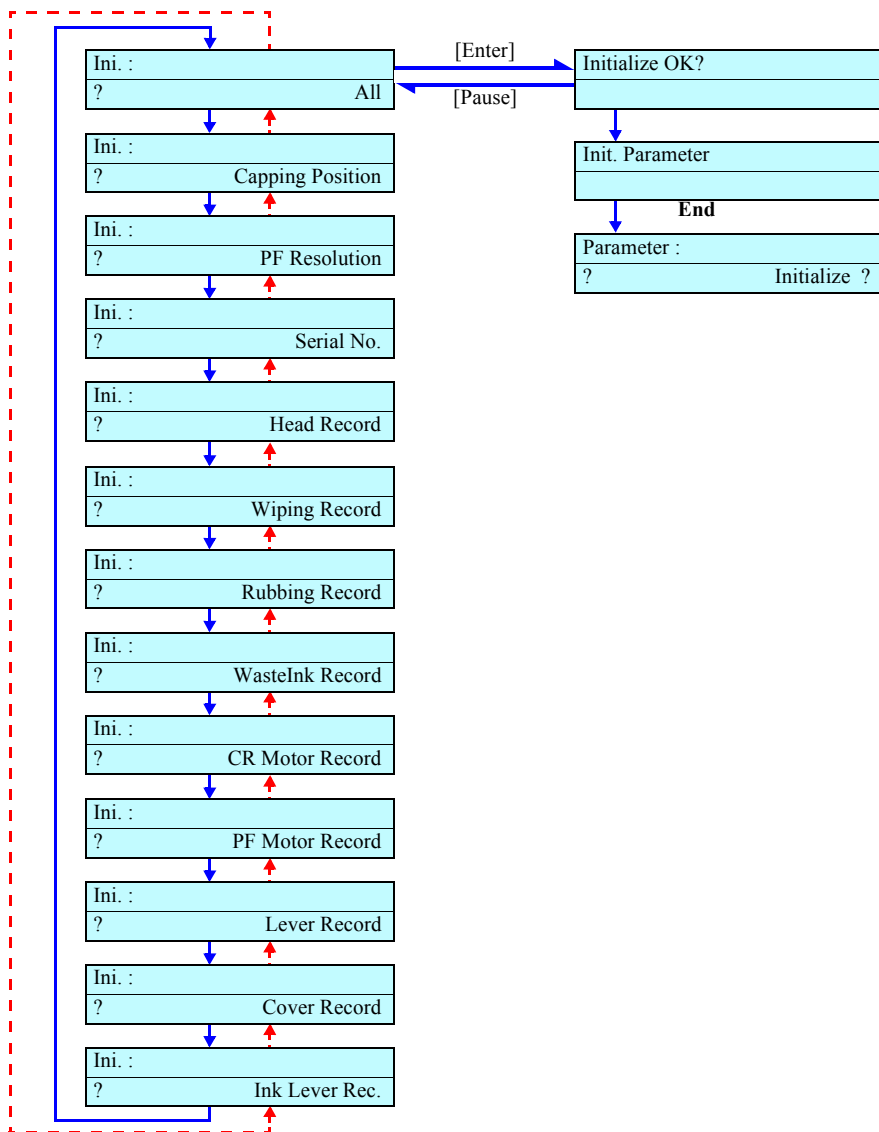 Ini. :
? All
[Enter]
[Pause]
Initialize OK?
Init. Parameter
End
Parameter :
? Initialize ?
Ini. :
? Capping Position
Ini. :
? PF Resolution
Ini. :
? Serial No.
Ini. :
? Head Record
Ini. :
? Wiping Record
Ini. :
? Rubbing Record
Ini. :
? WasteInk Record
Ini. :
? CR Motor Record
Ini. :
? PF Motor Record
Ini. :
? Lever Record
Ini. :
? Cover Record
Ini. :
? Ink Lever Rec.